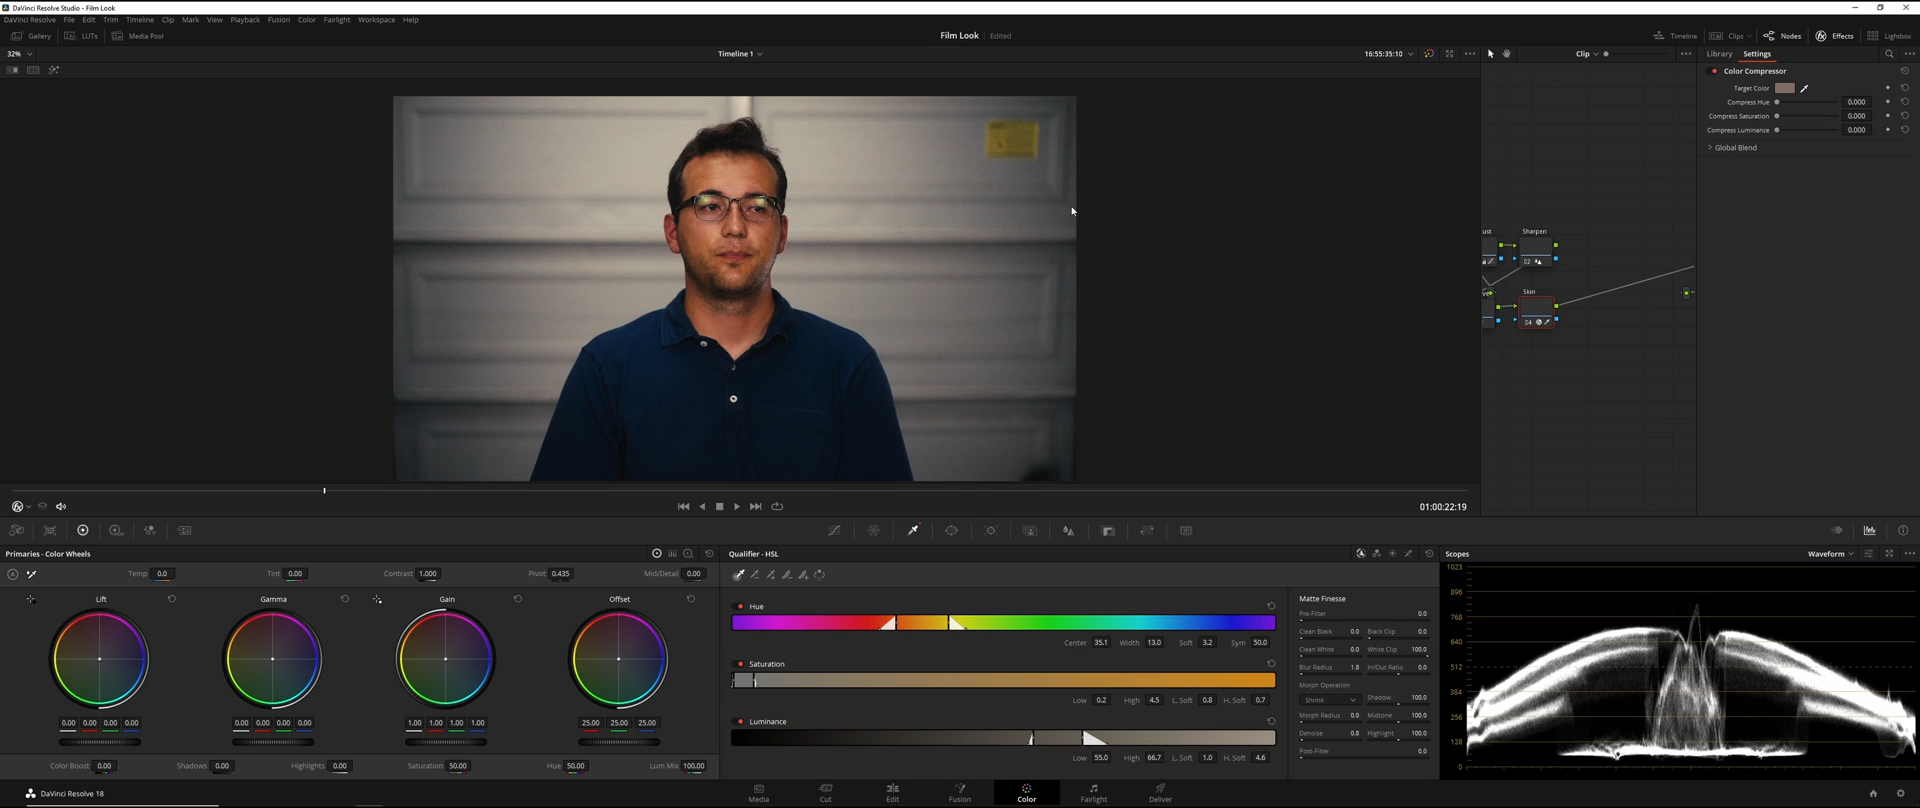 DaVinci Resolve Studio - Film Look
DaVinci Resolve File Edit Trim Timeline Clip Mark View Playback Fusion Color Fairlight Workspace Help
Gallery LUTs Media Pool Film Look Edited Timeline Clips Nodes Effects Lightbox
32% Timeline 1 16:55:35:10 Clip Library Settings
Color Compressor
Target Color
Compress Hue 0.000
Compress Saturation 0.000
Compress Luminance 0.000
Global Blend
ust Sharpen
02
Skin
04
01:00:22:19
Primaries - Color Wheels Qualifier - HSL Scopes Waveform
Temp 0.0 Tint 0.00 Contrast 1.000 Pivot 0.435 Mid/Detail 0.00
Lift Gamma Gain Offset
0.00 0.00 0.00 0.00 0.00 0.00 0.00 0.00 1.00 1.00 1.00 1.00 25.00 25.00 25.00
Color Boost 0.00 Shadows 0.00 Highlights 0.00 Saturation 50.00 Hue 50.00 Lum Mix 100.00
Hue
Center 35.1 Width 13.0 Soft 3.2 Sym 50.0
Saturation
Low 0.2 High 4.5 L. Soft 0.8 H. Soft 0.7
Luminance
Low 55.0 High 66.7 L. Soft 1.0 H. Soft 4.6
Matte Finesse
Pre-Filter 0.0
Clean Black 0.0 Black Clip 0.0
Clean White 0.0 White Clip 100.0
Blur Radius 1.8 In/Out Ratio 0.0
Morph Operation
Shrink Shadow 100.0
Morph Radius 0.0 Midtone 100.0
Denoise 0.8 Highlight 100.0
Post-Filter 0.0
1023
896
768
640
512
384
256
128
0
DaVinci Resolve 18 Media Cut Edit Fusion Color Fairlight Deliver